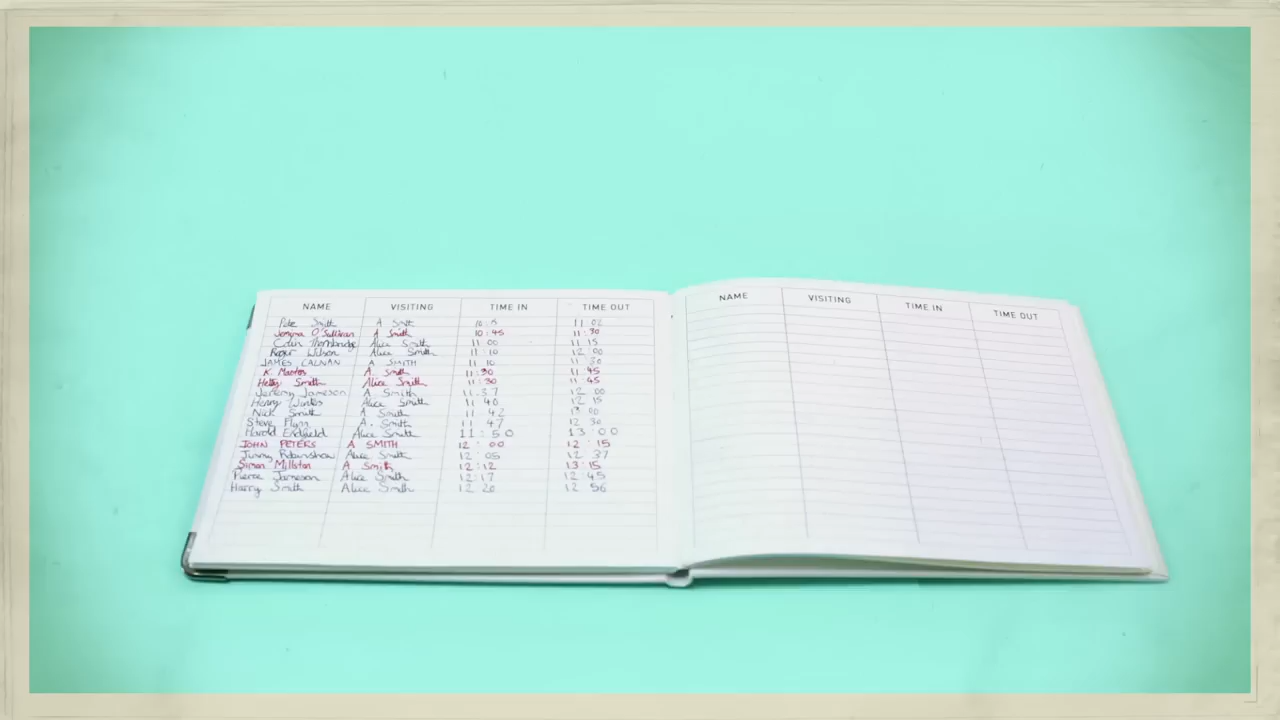 NAME VISITING TIME IN TIME OUT
Pete Smith A Smith 10:15 11:02
Jemima O'Sullivan A Smith 10:45 11:30
Colin Thornbridge Alice Smith 11 00 11 15
Roger Wilson Alice Smith 11:10 12:00
JAMES CALNAN A SMITH 11 10 11 30
K. A. Smith 11:30 11:45
Hetty Smith Alice Smith 11:30 11:45
Jeremy Jameson A Smith 11:37 12 00
Henry Alice Smith 11 40 12 15
Nick Smith A Smith 11 42 13 00
Steve Flynn A. Smith 11 47 12 30
Harold Enfield Alice Smith 11:50 13:00
JOHN PETERS A SMITH 12:00 12:15
Alice Smith 12 05 12 37
Simon Millston A Smith 12:12 13:15
Pierre Jameson Alice Smith 12:17 12 45
Harry Smith Alice Smith 12 20 12 56
NAME VISITING TIME IN TIME OUT